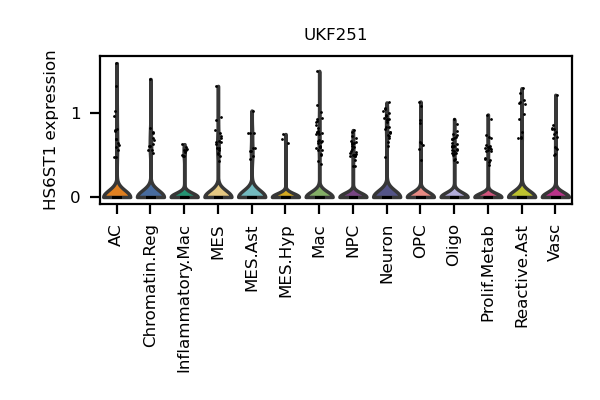 UKF251
HS6ST1 expression
1
0
AC
Chromatin.Reg
Inflammatory.Mac
MES
MES.Ast
MES.Hyp
Mac
NPC
Neuron
OPC
Oligo
Prolif.Metab
Reactive.Ast
Vasc